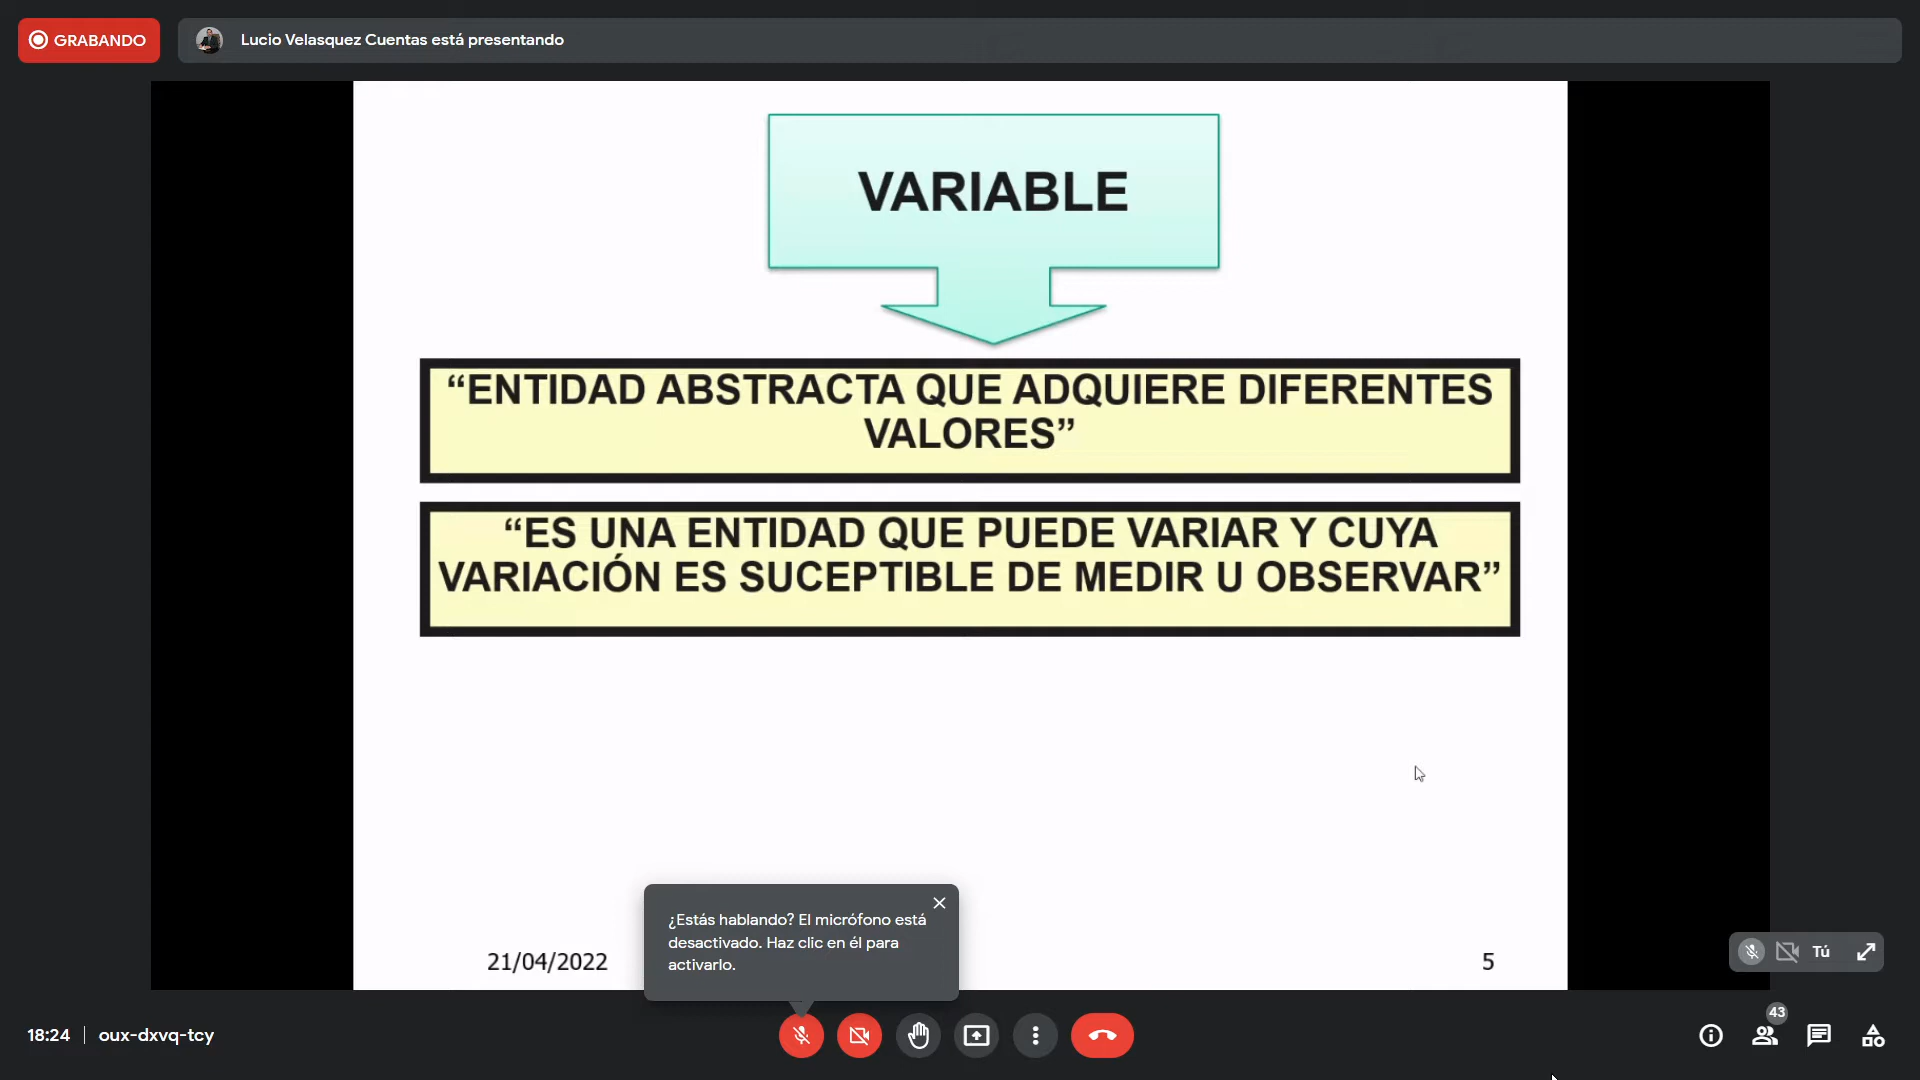 GRABANDO
Lucio Velasquez Cuentas está presentando
VARIABLE
“ENTIDAD ABSTRACTA QUE ADQUIERE DIFERENTES
VALORES”
“ES UNA ENTIDAD QUE PUEDE VARIAR Y CUYA
VARIACIÓN ES SUCEPTIBLE DE MEDIR U OBSERVAR”
¿Estás hablando? El micrófono está
desactivado. Haz clic en él para
activarlo.
21/04/2022
5
Tú
18:24 | oux-dxvq-tcy
43